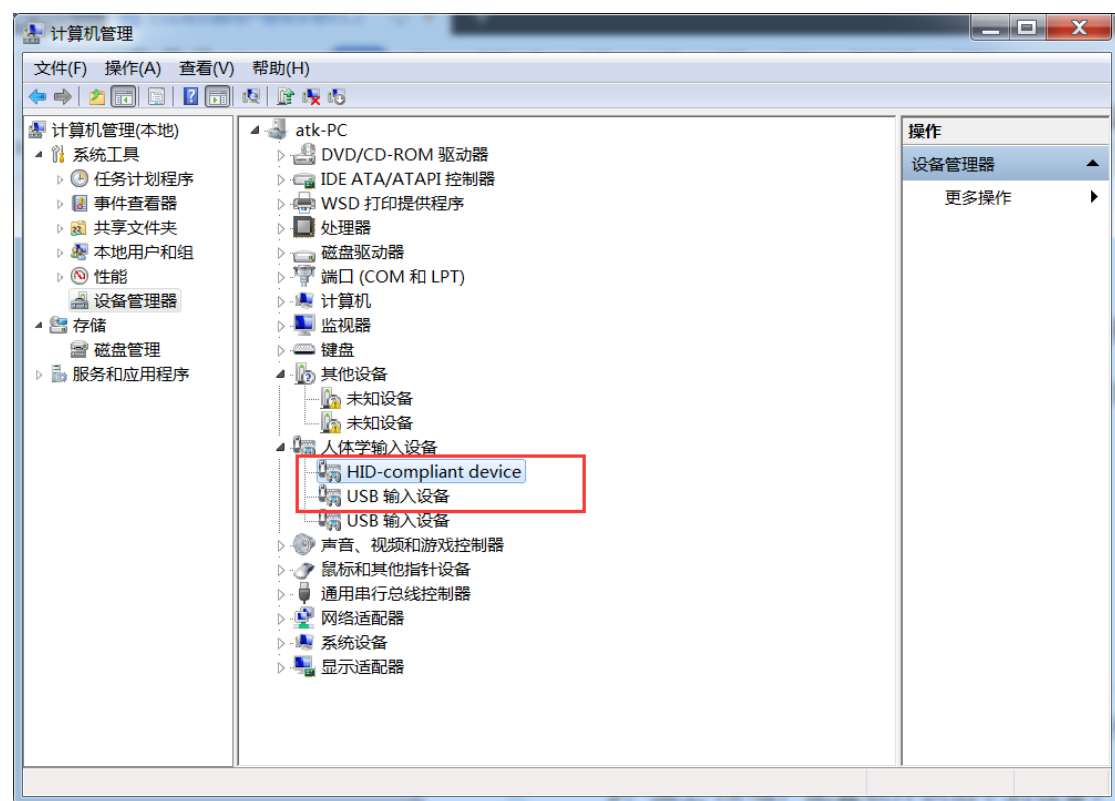 计算机管理
文件(F) 操作(A) 查看(V) 帮助(H)
计算机管理(本地)
系统工具
任务计划程序
事件查看器
共享文件夹
本地用户和组
性能
设备管理器
存储
磁盘管理
服务和应用程序
atk-PC
DVD/CD-ROM 驱动器
IDE ATA/ATAPI 控制器
WSD 打印提供程序
处理器
磁盘驱动器
端口 (COM 和 LPT)
计算机
监视器
键盘
其他设备
未知设备
未知设备
人体学输入设备
HID-compliant device
USB 输入设备
USB 输入设备
声音、视频和游戏控制器
鼠标和其他指针设备
通用串行总线控制器
网络适配器
系统设备
显示适配器
操作
设备管理器
更多操作